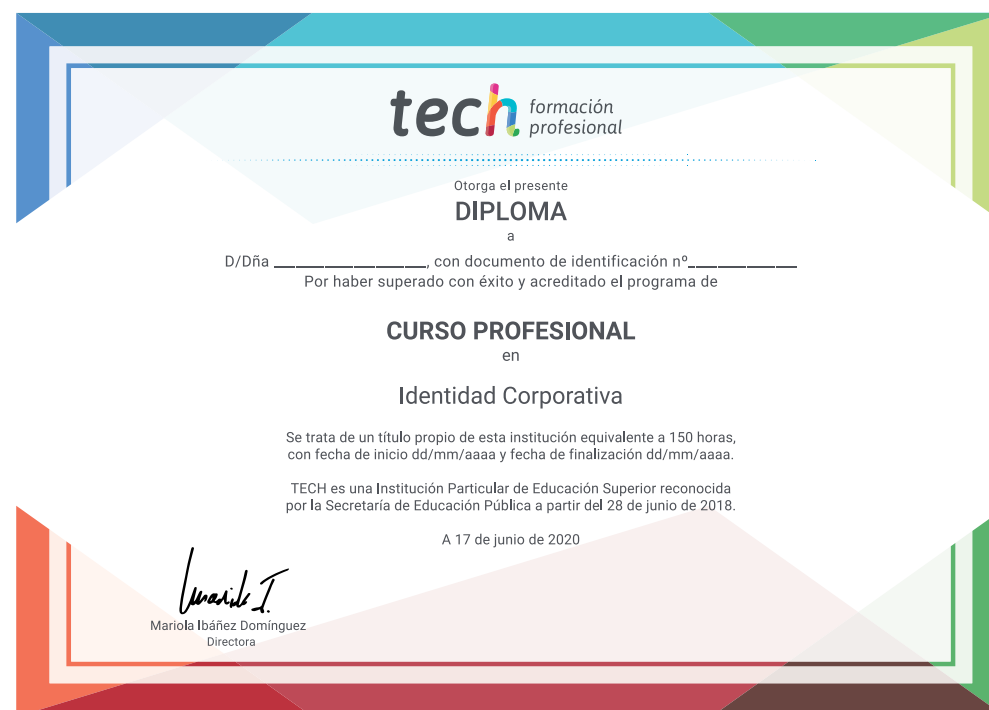 tech formación
profesional
Otorga el presente
DIPLOMA
a
D/Dña ______________, con documento de identificación nº__________
Por haber superado con éxito y acreditado el programa de
CURSO PROFESIONAL
en
Identidad Corporativa
Se trata de un título propio de esta institución equivalente a 150 horas,
con fecha de inicio dd/mm/aaaa y fecha de finalización dd/mm/aaaa.
TECH es una Institución Particular de Educación Superior reconocida
por la Secretaría de Educación Pública a partir del 28 de junio de 2018.
A 17 de junio de 2020
Mariola Ibáñez Domínguez
Directora